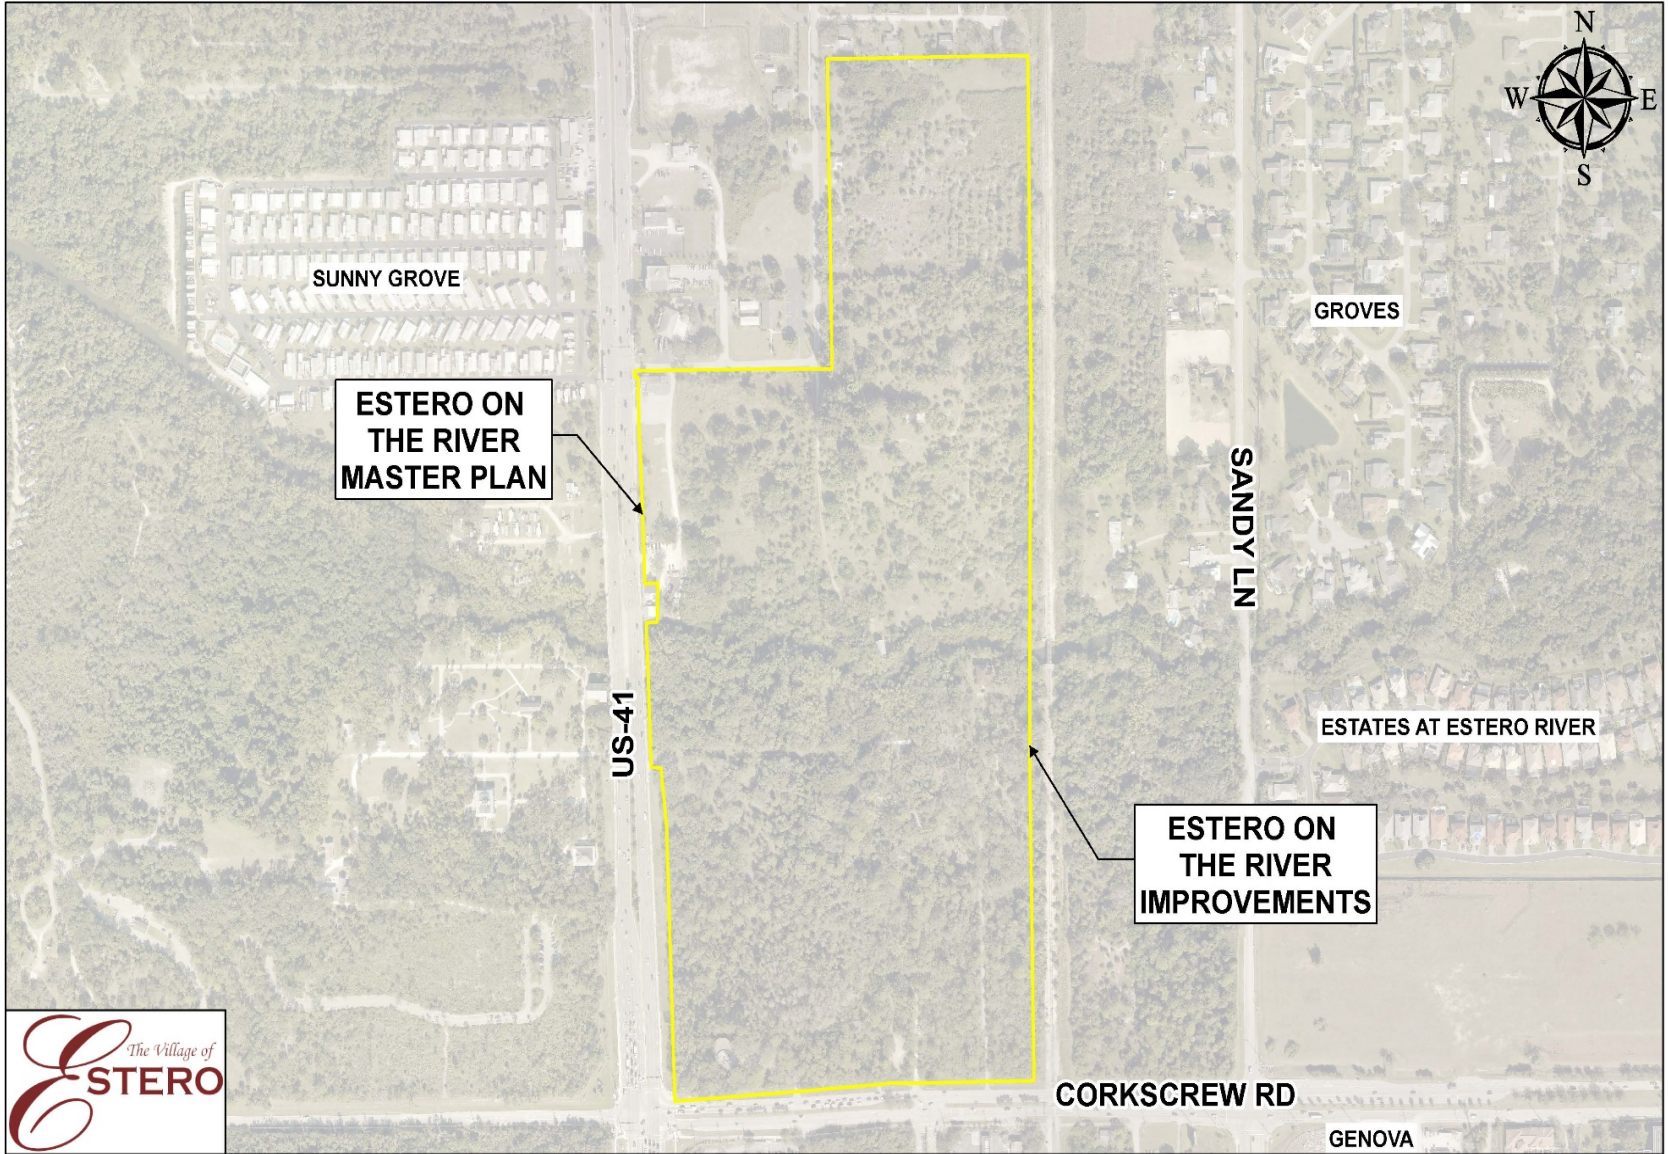 N
W
E
S
SUNNY GROVE
GROVES
ESTERO ON
THE RIVER
MASTER PLAN
SANDY LN
US-41
ESTATES AT ESTERO RIVER
ESTERO ON
THE RIVER
IMPROVEMENTS
The Village of
ESTERO
CORKSCREW RD
GENOVA